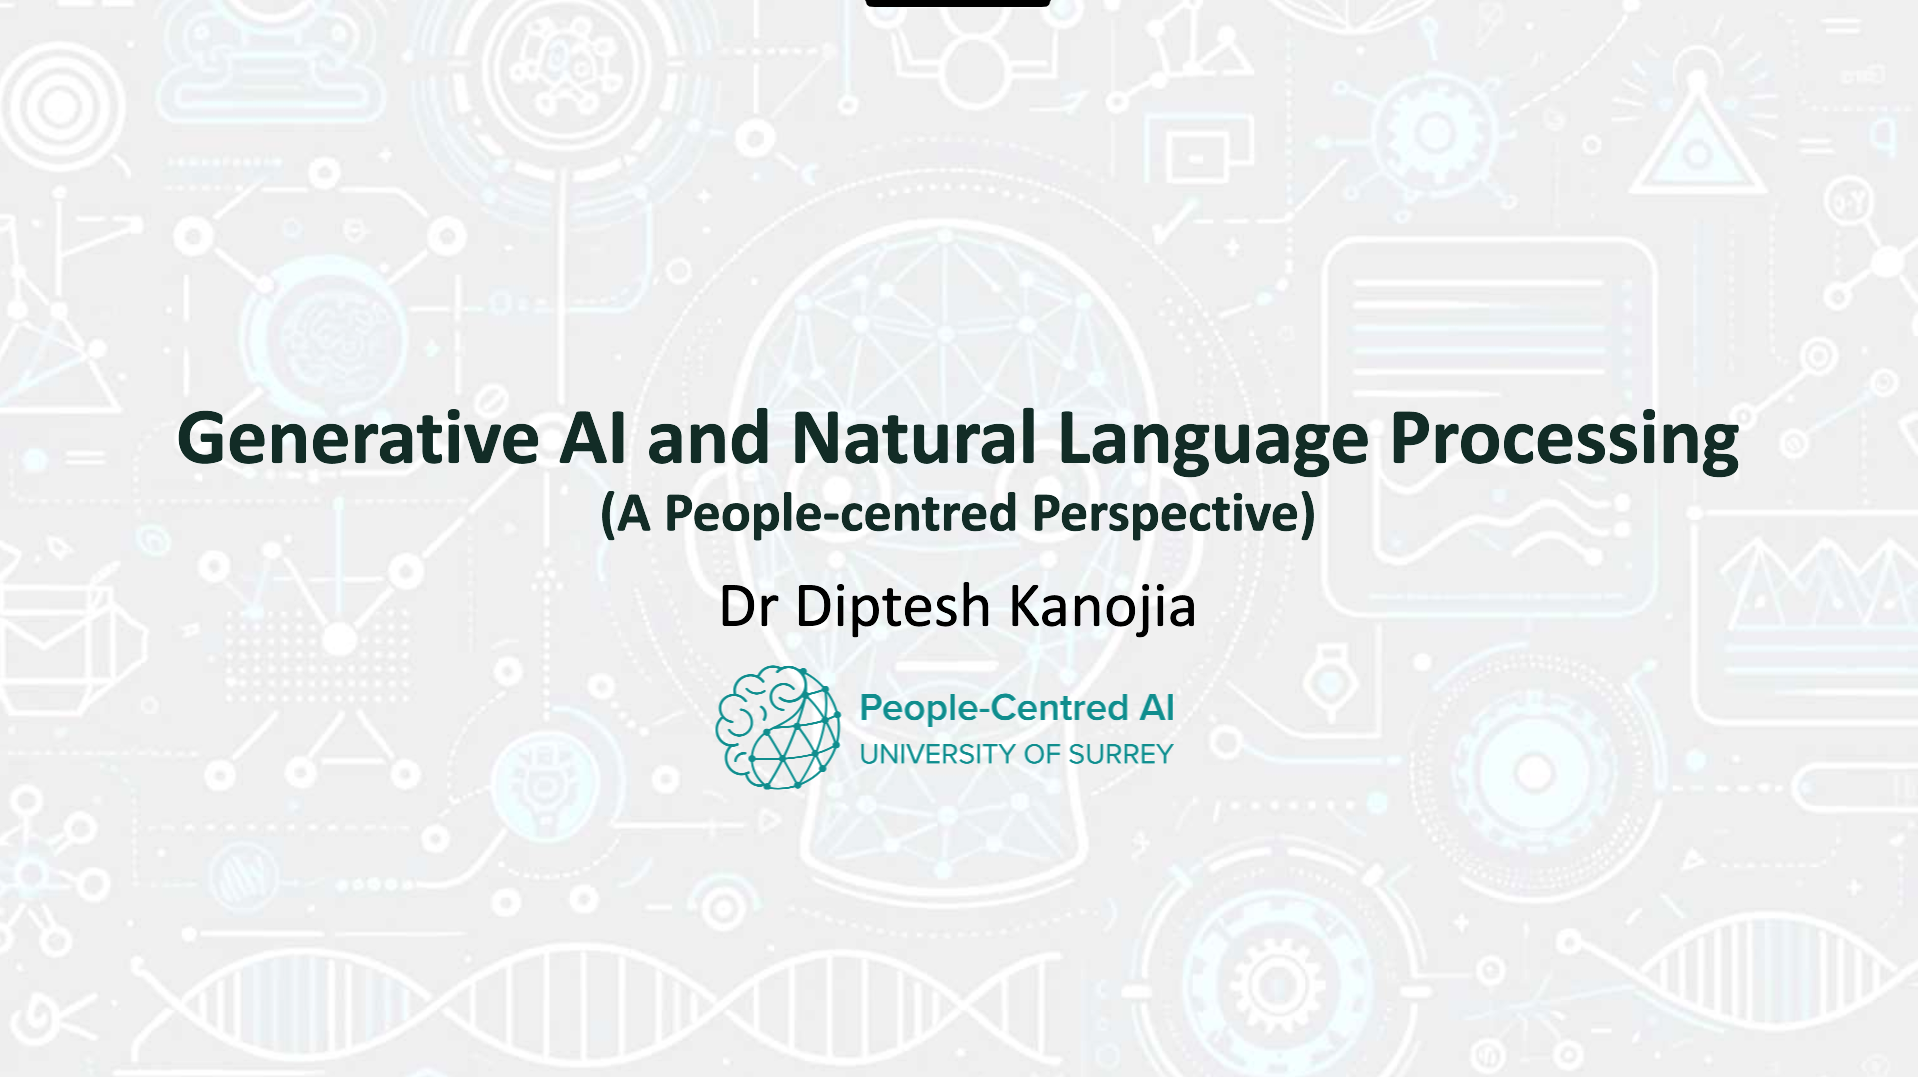 Generative AI and Natural Language Processing
(A People-centred Perspective)
Dr Diptesh Kanojia
People-Centred AI
UNIVERSITY OF SURREY